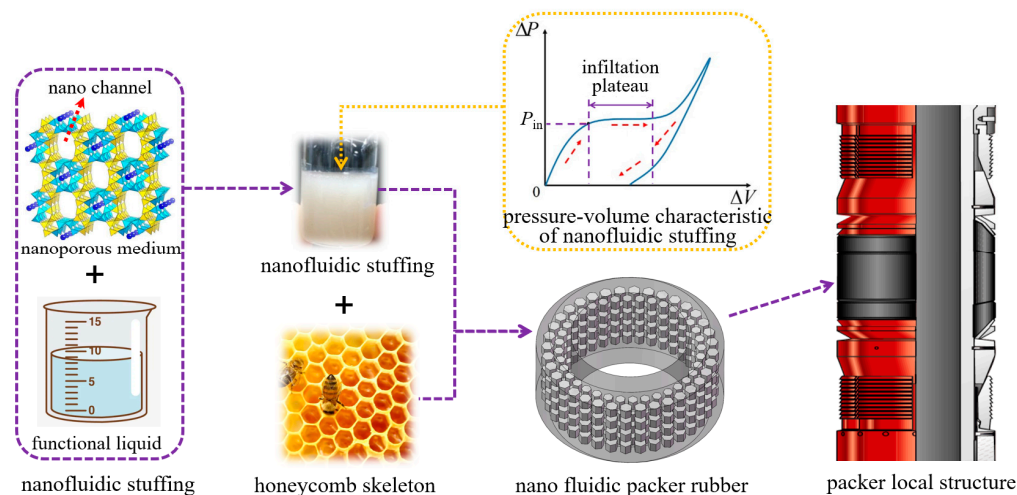 nano channel
nanoporous medium
+
15
10
5
0
functional liquid
nanofluidic stuffing
nanofluidic stuffing
+
honeycomb skeleton
ΔP
infiltation
plateau
Pin
0
ΔV
pressure-volume characteristic
of nanofluidic stuffing
nano fluidic packer rubber
packer local structure